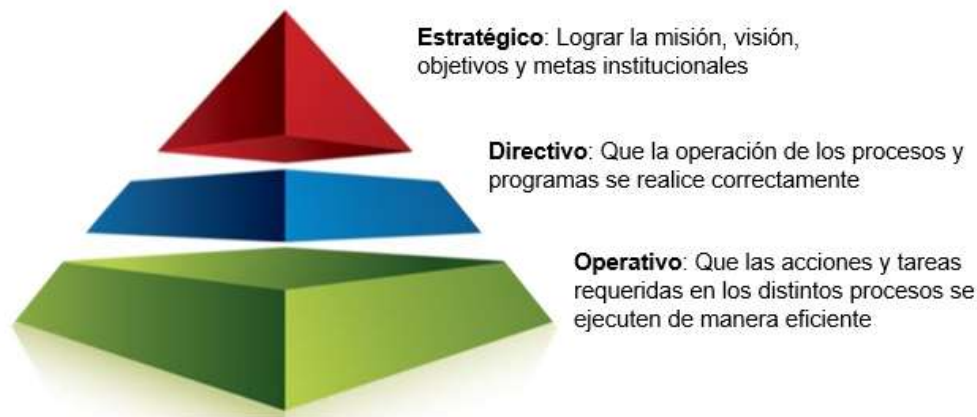 Estratégico: Lograr la misión, visión,
objetivos y metas institucionales
Directivo: Que la operación de los procesos y
programas se realice correctamente
Operativo: Que las acciones y tareas
requeridas en los distintos procesos se
ejecuten de manera eficiente